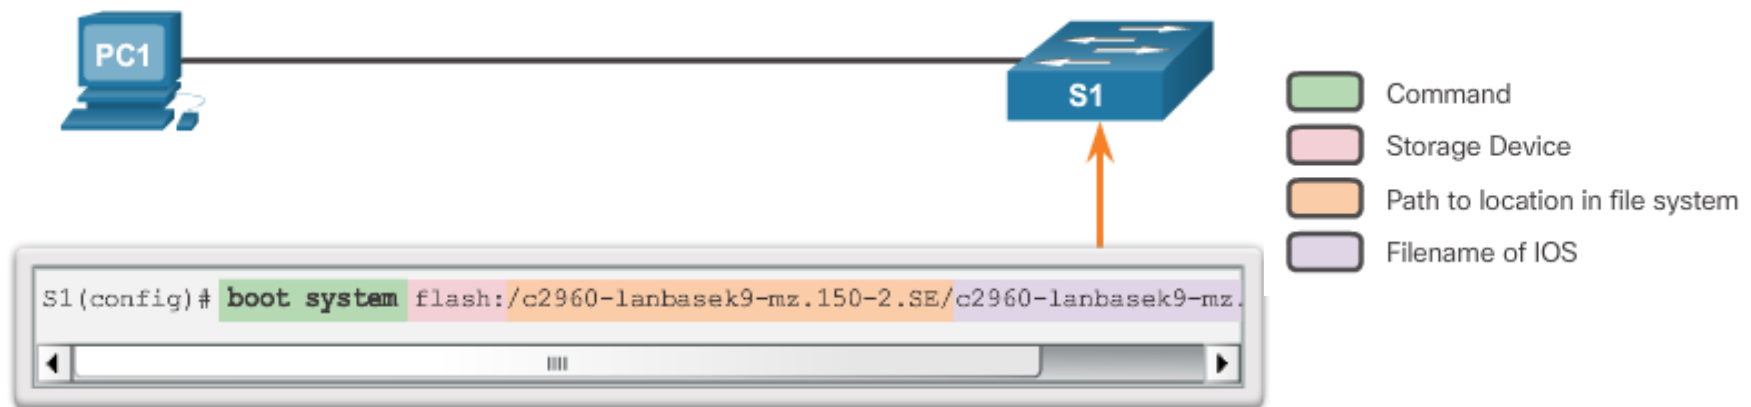 PC1
S1
Command
Storage Device
Path to location in file system
Filename of IOS
S1(config)# boot system flash:/c2960-lanbasek9-mz.150-2.SE/c2960-lanbasek9-mz.